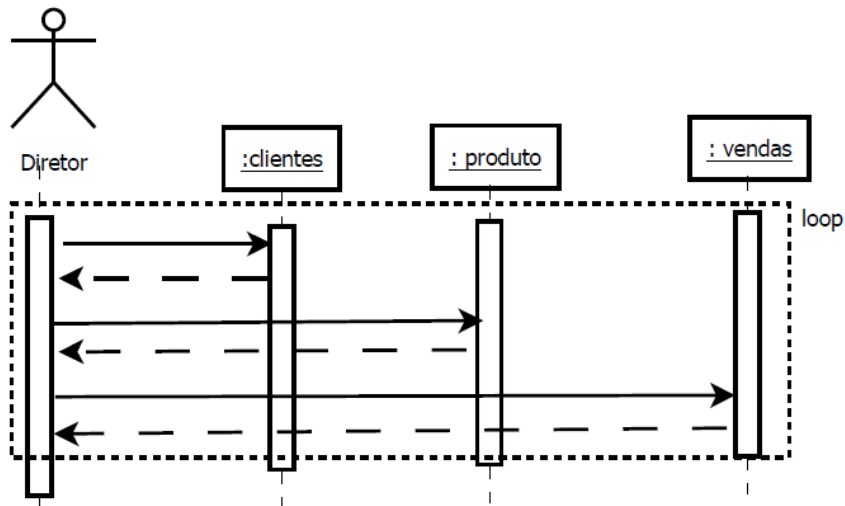 Diretor
:clientes
: produto
: vendas
loop